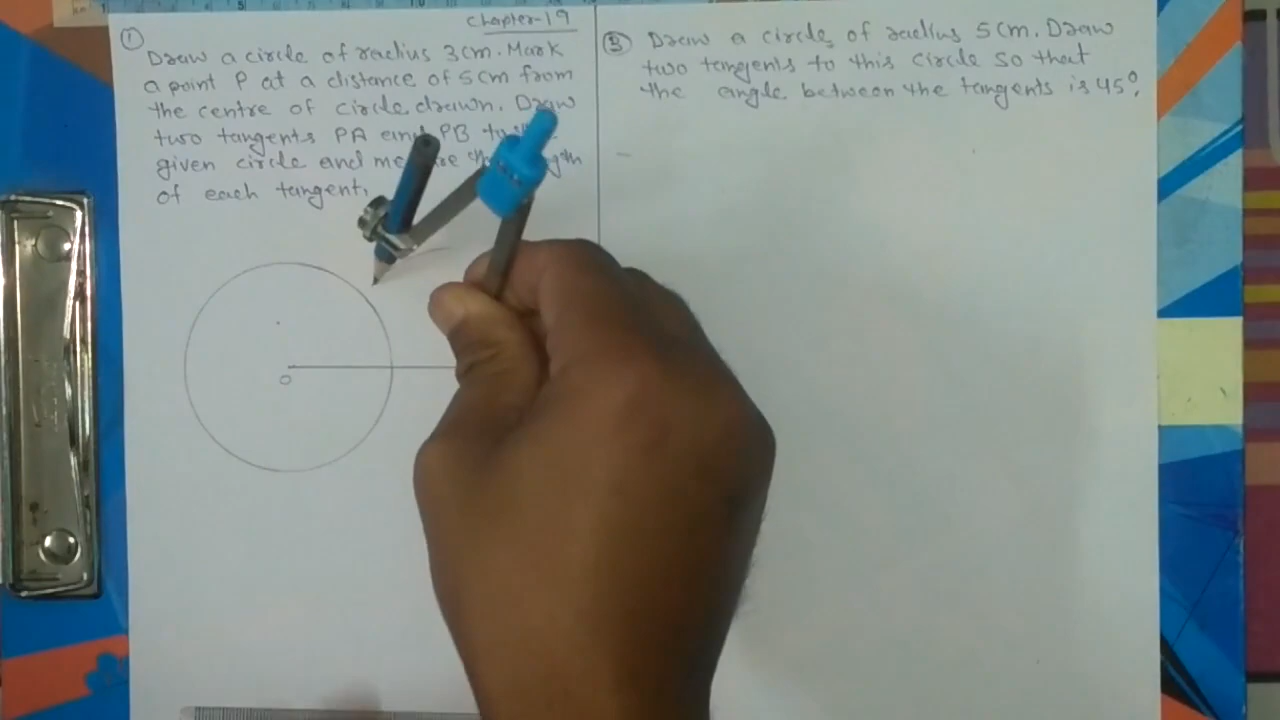 Chapter-19
①
Draw a circle of radius 3cm. Mark
a point P at a distance of 5cm from
the centre of circle drawn. Draw
two tangents PA and PB to
given circle and
of each tangent,
O
③ Draw a circle of radius 5cm. Draw
two tangents to this circle so that
the angle between the tangents is 45°.